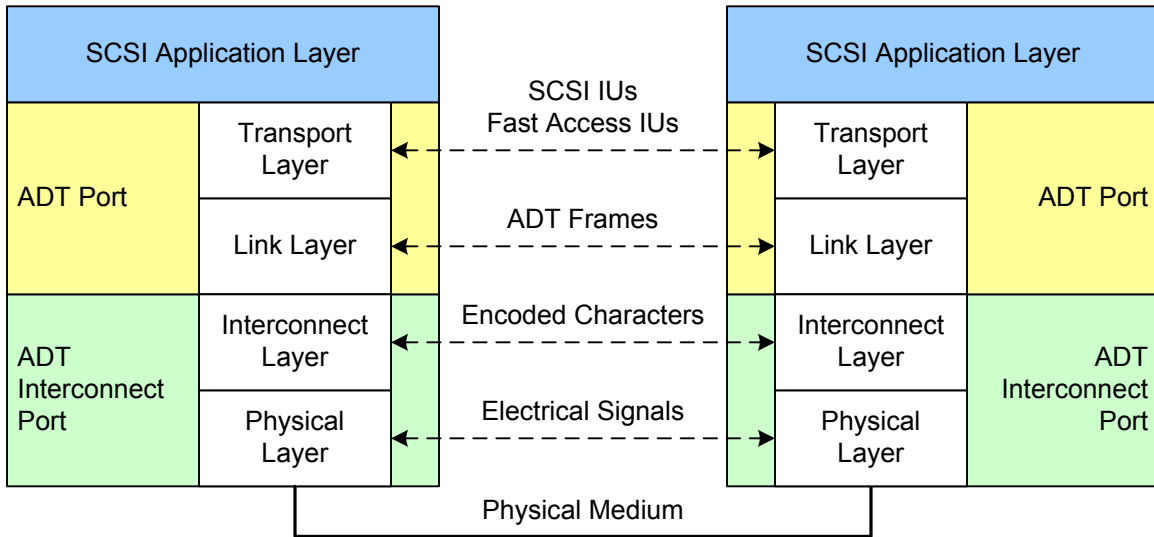 SCSI Application Layer
SCSI Application Layer
SCSI IUs
Fast Access IUs
Transport
Layer
Transport
Layer
ADT Port
ADT Port
ADT Frames
Link Layer
Link Layer
Encoded Characters
Interconnect
Layer
Interconnect
Layer
ADT
Interconnect
Port
ADT
Interconnect
Port
Electrical Signals
Physical
Layer
Physical
Layer
Physical Medium